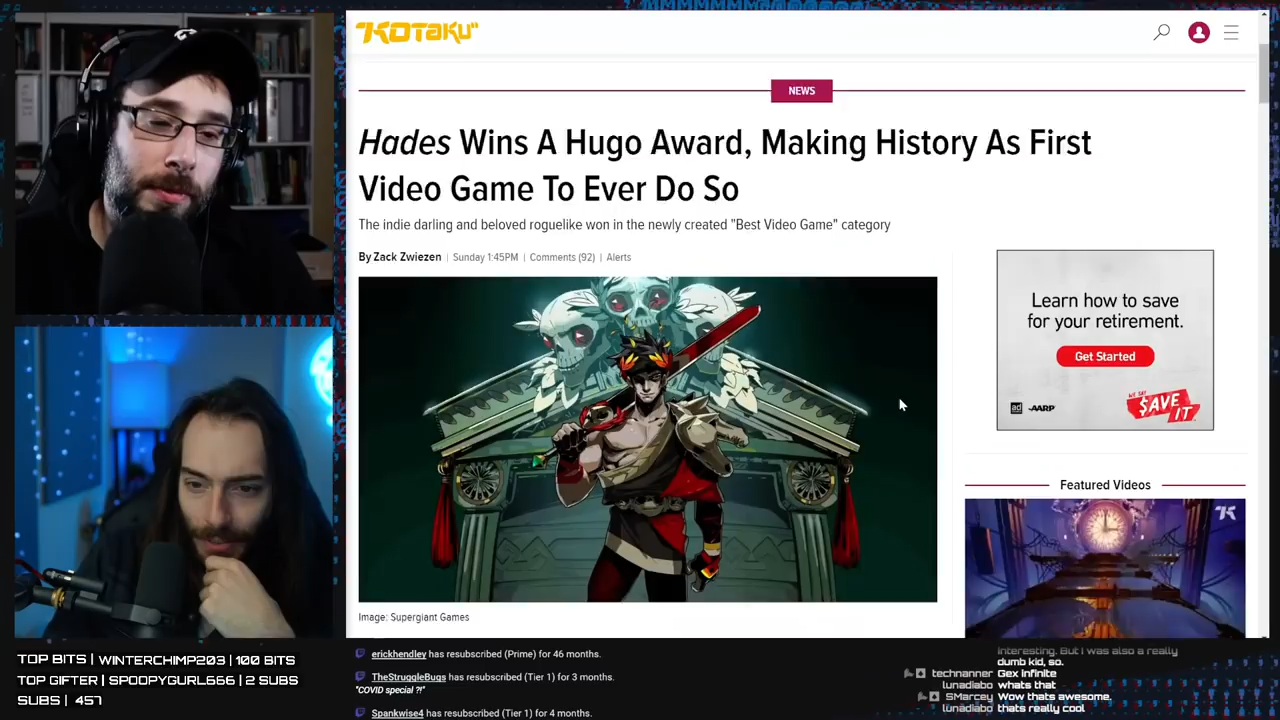 KOTAKU
NEWS
Hades Wins A Hugo Award, Making History As First
Video Game To Ever Do So
The indie darling and beloved roguelike won in the newly created "Best Video Game" category
By Zack Zwiezen | Sunday 1:45PM | Comments (92) | Alerts
Learn how to save
for your retirement.
Get Started
ad AARP
WE SAY
$AVE IT
Featured Videos
Image: Supergiant Games
TOP BITS | WINTERCHIMP203 | 100 BITS
TOP GIFTER | SPOOPYGURL666 | 2 SUBS
SUBS | 457
erickhendley has resubscribed (Prime) for 46 months.
TheStruggleBugs has resubscribed (Tier 1) for 3 months.
"COVID special ?!"
Spankwise4 has resubscribed (Tier 1) for 4 months.
interesting. But I was also a really
dumb kid, so.
technanner Gex infinite
lunadiabo whats that
SMarcey Wow thats awesome.
lunadiabo thats really cool